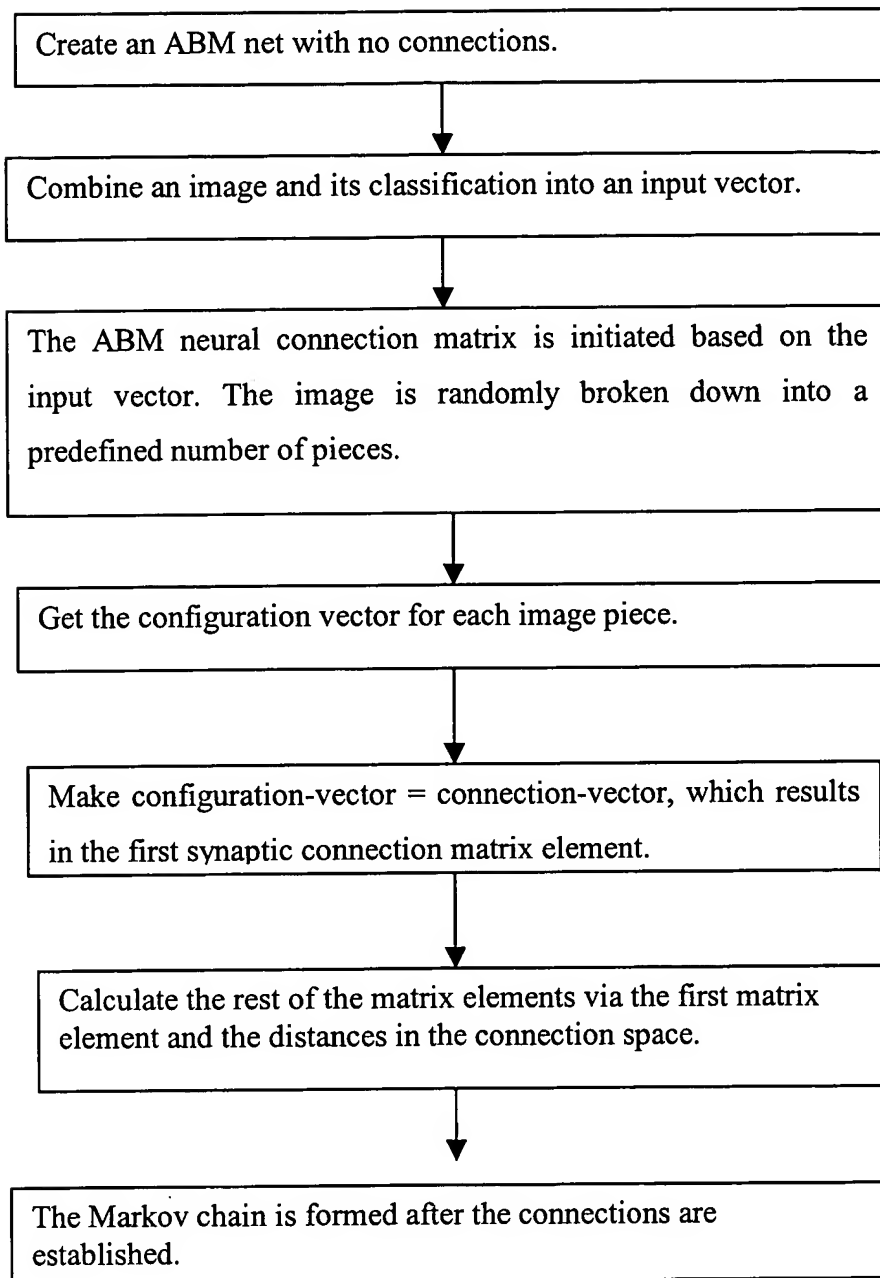 Create an ABM net with no connections.
Combine an image and its classification into an input vector.
The ABM neural connection matrix is initiated based on the
input vector. The image is randomly broken down into a
predefined number of pieces.
Get the configuration vector for each image piece.
Make configuration-vector = connection-vector, which results
in the first synaptic connection matrix element.
Calculate the rest of the matrix elements via the first matrix
element and the distances in the connection space.
The Markov chain is formed after the connections are
established.